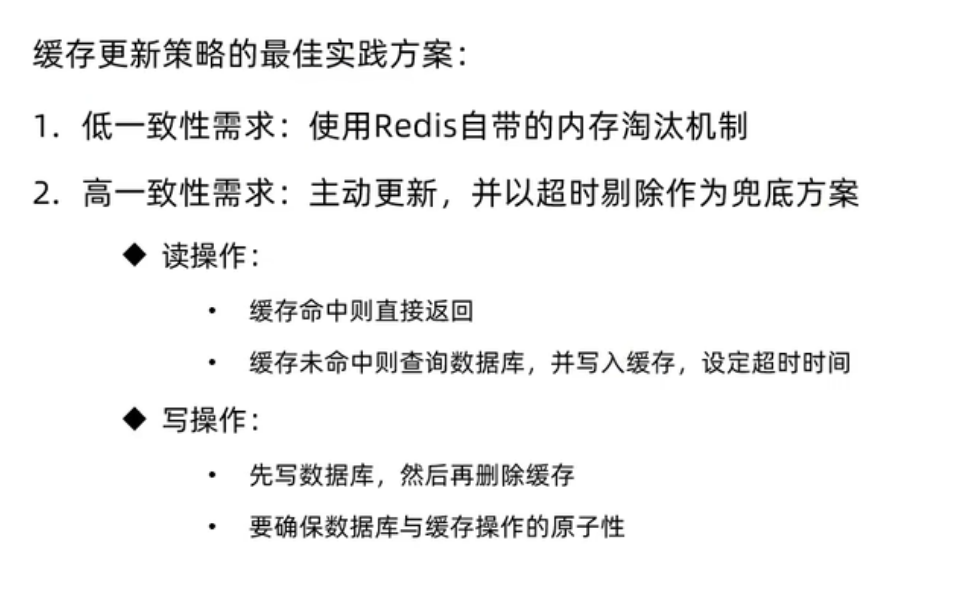 缓存更新策略的最佳实践方案：
1. 低一致性需求：使用Redis自带的内存淘汰机制
2. 高一致性需求：主动更新，并以超时剔除作为兜底方案
◆ 读操作：
• 缓存命中则直接返回
• 缓存未命中则查询数据库，并写入缓存，设定超时时间
◆ 写操作：
• 先写数据库，然后再删除缓存
• 要确保数据库与缓存操作的原子性